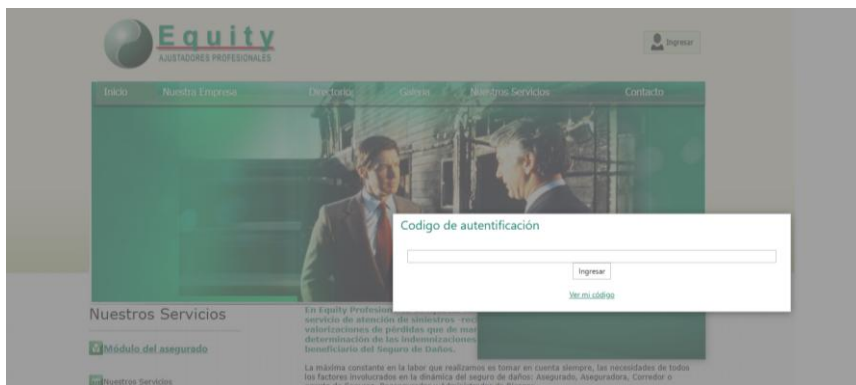 Equity
AJUSTADORES PROFESIONALES
Ingresar
Inicio Nuestra Empresa Directorio Galeria Nuestros Servicios Contacto
Codigo de autentificación
Ingresar
Ver mi código
Nuestros Servicios
Módulo del asegurado
Nuestros Servicios
En Equity Profesion
servicio de atención de siniestros
valorizaciones de pérdidas que de
determinación de las indemnizaciones
beneficiario del Seguro de Daños.
La máxima constante en la labor que realizamos es tomar en cuenta siempre, las necesidades de todos
los factores involucrados en la dinámica del seguro de daños: Asegurado, Aseguradora, Corredor o